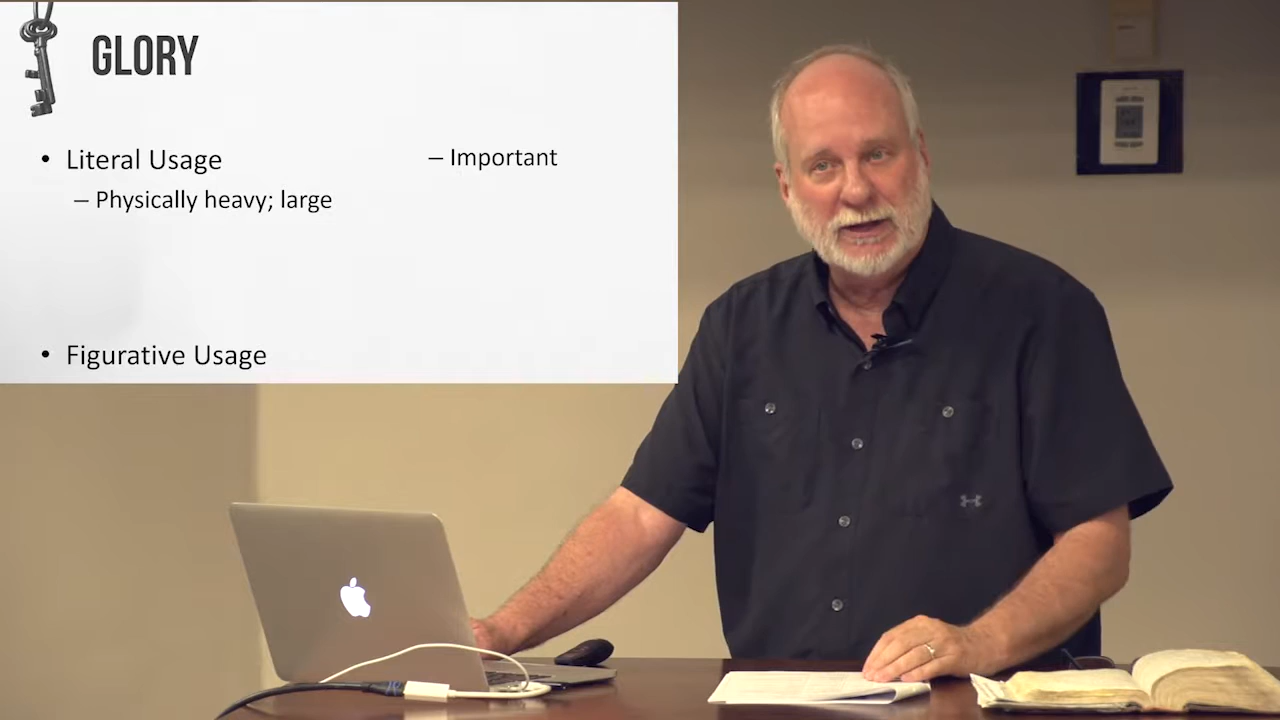 GLORY
• Literal Usage
– Physically heavy; large
– Important
• Figurative Usage